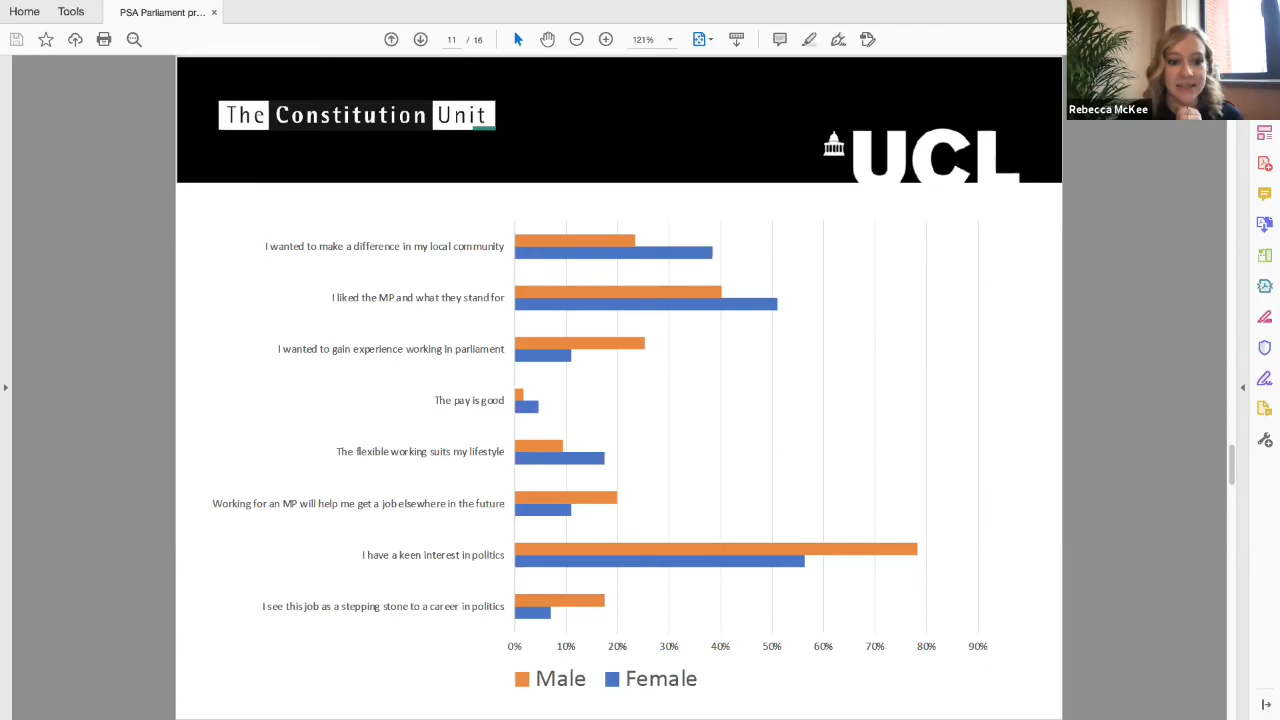 Home Tools PSA Parliament pr... ×
11 / 16 121%
Rebecca McKee
The Constitution Unit
UCL
I wanted to make a difference in my local community
I liked the MP and what they stand for
I wanted to gain experience working in parliament
The pay is good
The flexible working suits my lifestyle
Working for an MP will help me get a job elsewhere in the future
I have a keen interest in politics
I see this job as a stepping stone to a career in politics
0% 10% 20% 30% 40% 50% 60% 70% 80% 90%
Male Female